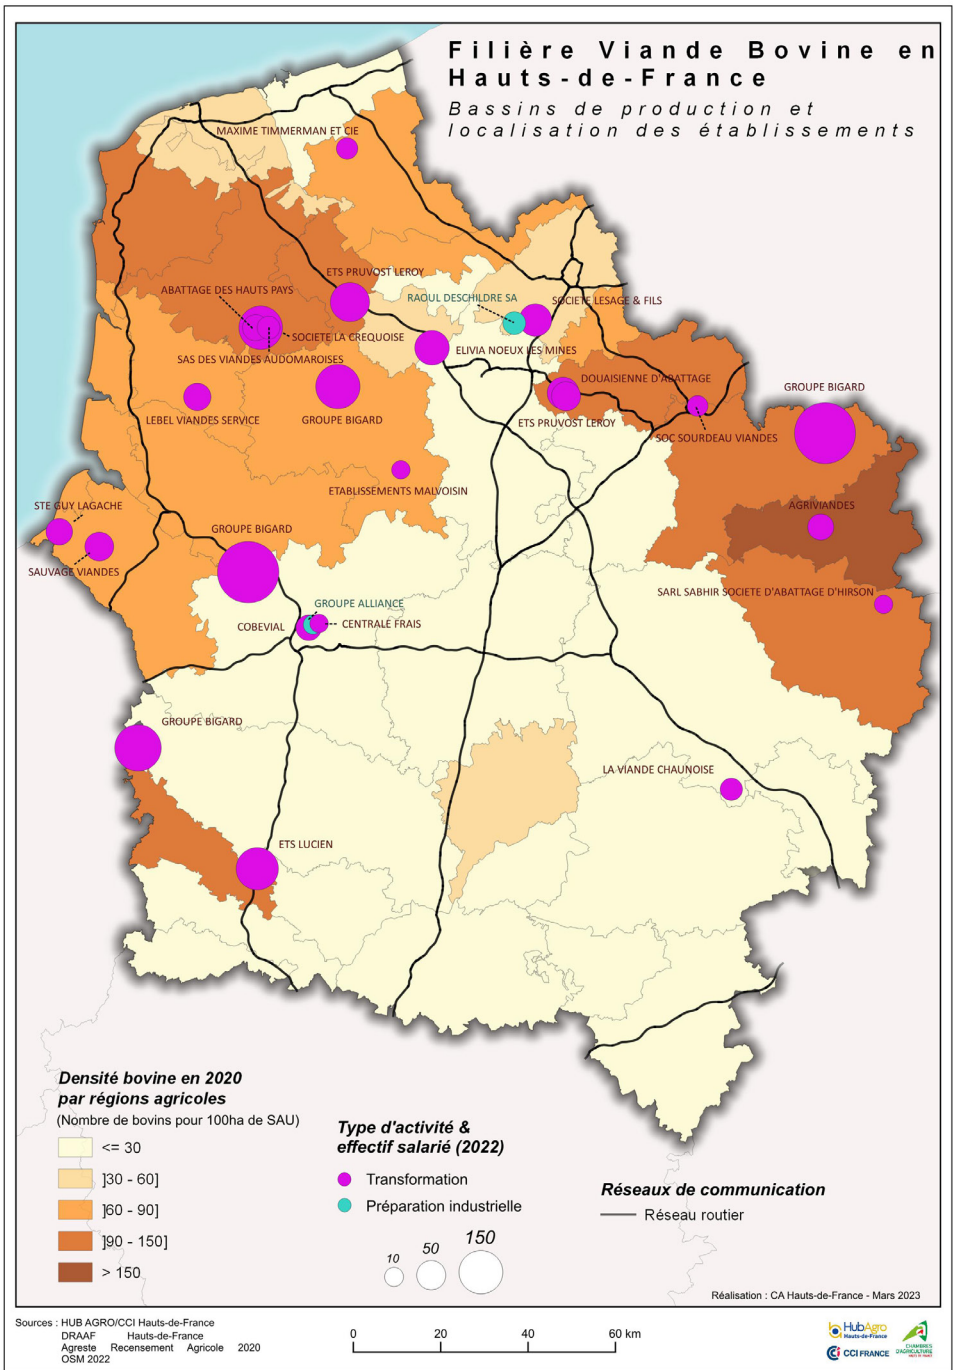 Filière Viande Bovine en
Hauts-de-France
Bassins de production et
localisation des établissements
MAXIME TIMMERMAN ET CIE
ETS PRUVOST LEROY
ABATTAGE DES HAUTS PAYS
RAOUL DESCHILDRE SA
SOCIETE LESAGE & FILS
SOCIETE LA CREQUOISE
SAS DES VIANDES AUDOMAROISES
ELIVIA NOEUX LES MINES
DOUAISIENNE D'ABATTAGE
GROUPE BIGARD
LEBEL VIANDES SERVICE
GROUPE BIGARD
ETS PRUVOST LEROY
SOC SOURDEAU VIANDES
ETABLISSEMENTS MALVOISIN
STE GUY LAGACHE
AGRIVIANDES
GROUPE BIGARD
SAUVAGE VIANDES
SARL SABHIR SOCIETE D'ABATTAGE D'HIRSON
GROUPE ALLIANCE
COBEVIAL
CENTRALE FRAIS
GROUPE BIGARD
LA VIANDE CHAUNOISE
ETS LUCIEN
Densité bovine en 2020
par régions agricoles
(Nombre de bovins pour 100ha de SAU)
<= 30
]30 - 60]
]60 - 90]
]90 - 150]
> 150
Type d'activité &
effectif salarié (2022)
Transformation
Préparation industrielle
10
50
150
Réseaux de communication
Réseau routier
Réalisation : CA Hauts-de-France - Mars 2023
Sources : HUB AGRO/CCI Hauts-de-France
DRAAF Hauts-de-France
Agreste Recensement Agricole 2020
OSM 2022
0 20 40 60 km
HubAgro
Hauts-de-France
CCI FRANCE
CHAMBRES
D'AGRICULTURE